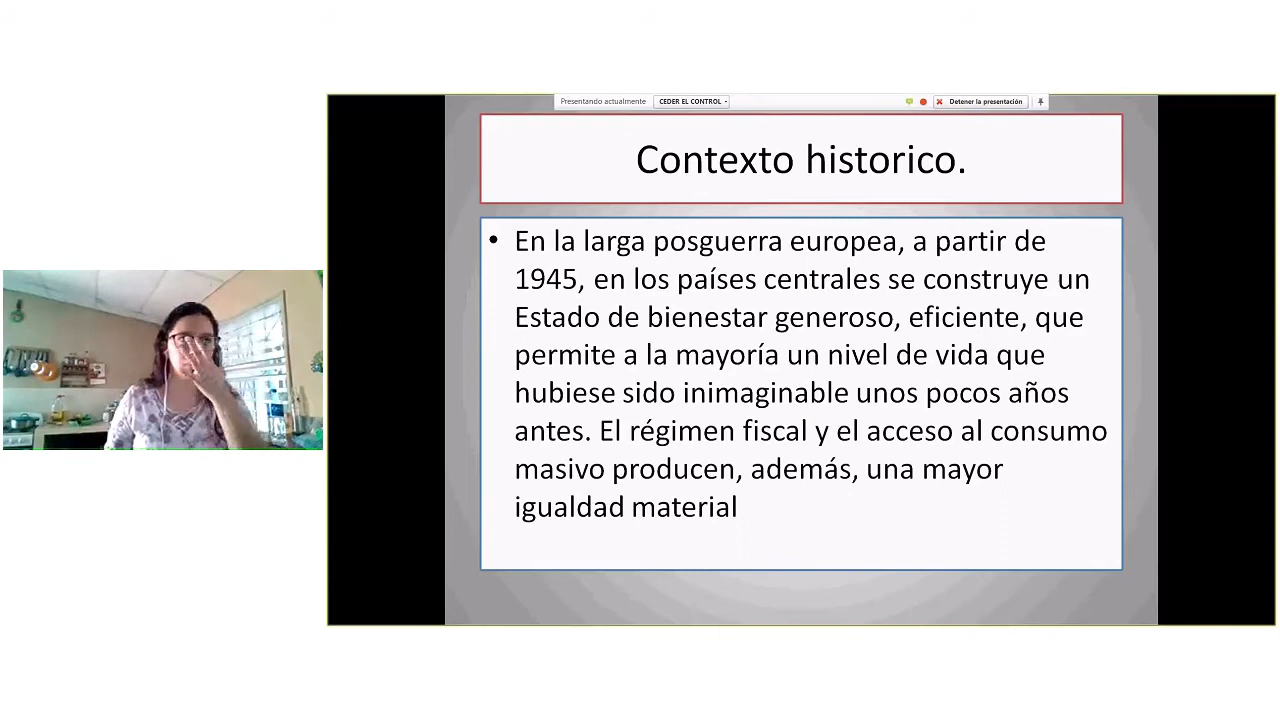 Presentando actualmente CEDER EL CONTROL Detener la presentación
Contexto historico.
• En la larga posguerra europea, a partir de
1945, en los países centrales se construye un
Estado de bienestar generoso, eficiente, que
permite a la mayoría un nivel de vida que
hubiese sido inimaginable unos pocos años
antes. El régimen fiscal y el acceso al consumo
masivo producen, además, una mayor
igualdad material